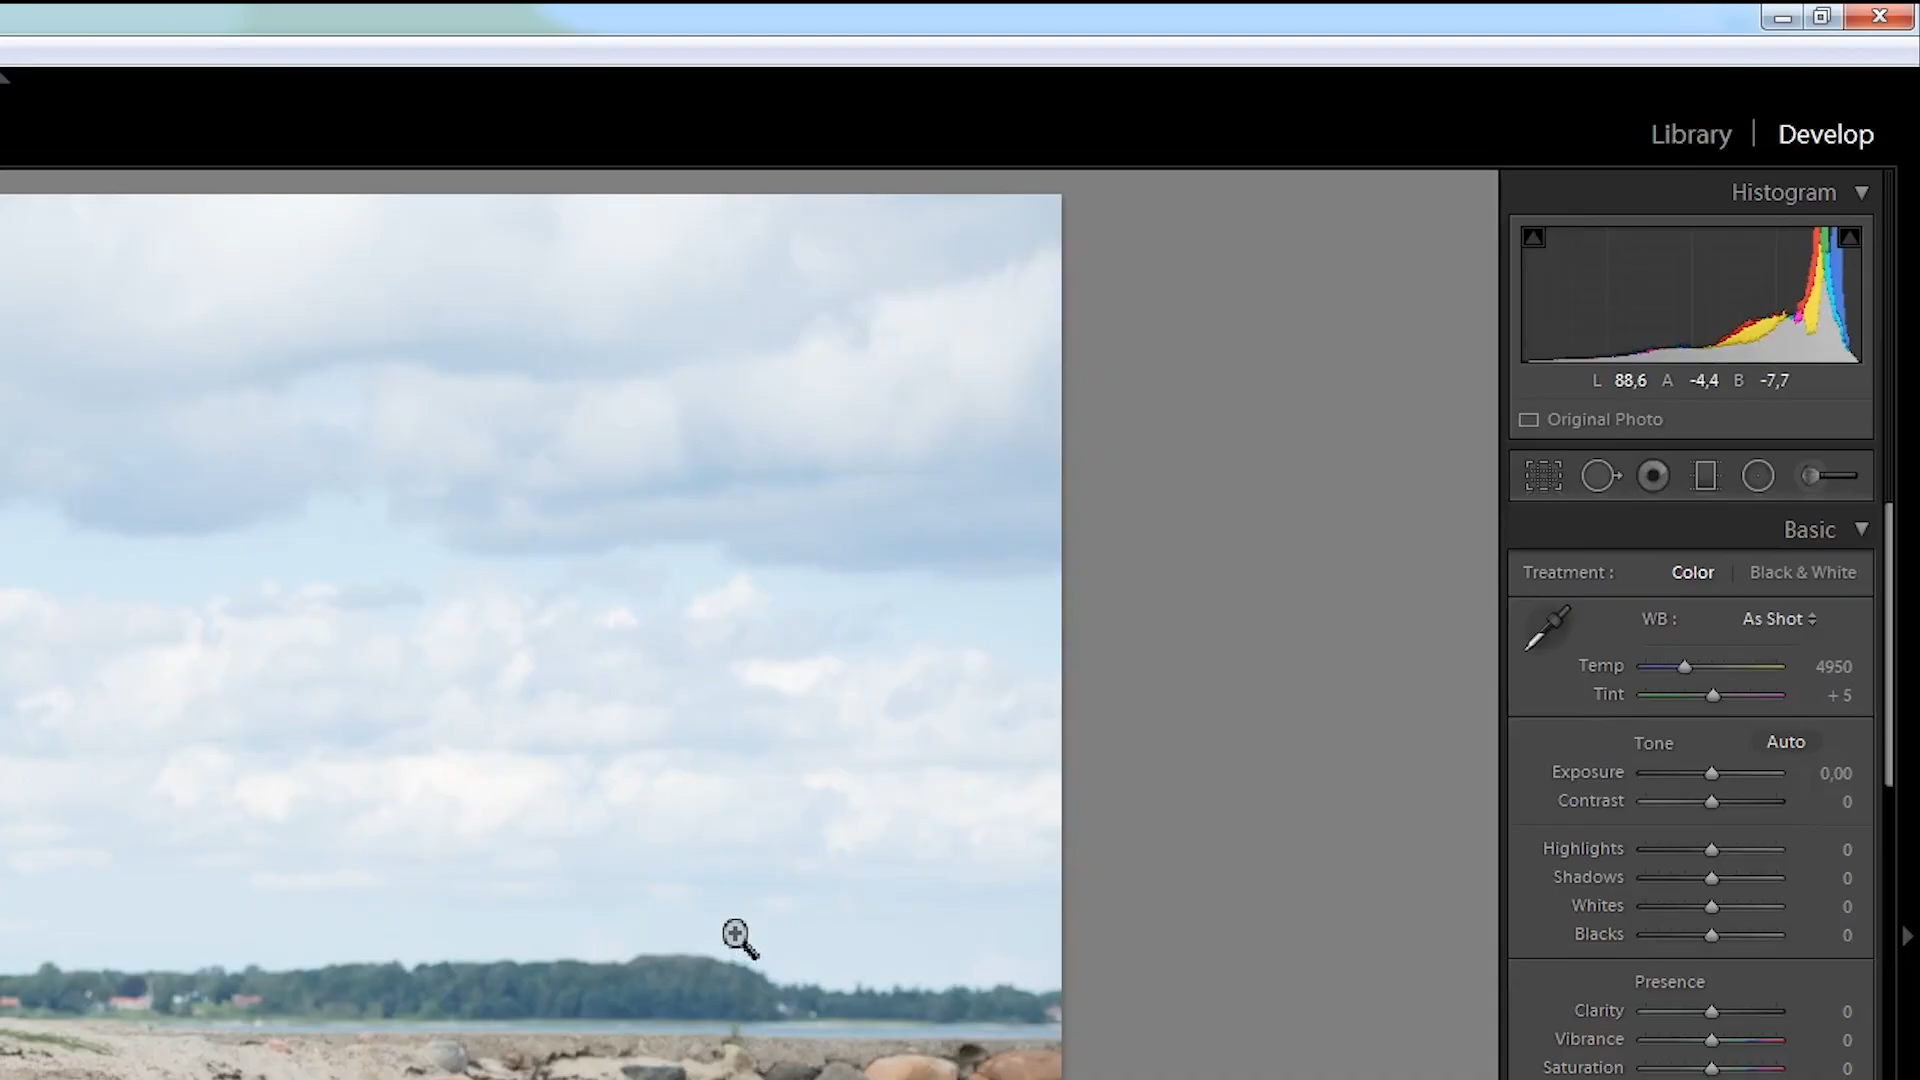 Library | Develop
Histogram
L 88,6 A -4,4 B -7,7
Original Photo
Basic
Treatment : Color Black & White
WB : As Shot
Temp 4950
Tint + 5
Tone Auto
Exposure 0,00
Contrast 0
Highlights 0
Shadows 0
Whites 0
Blacks 0
Presence
Clarity 0
Vibrance 0
Saturation 0